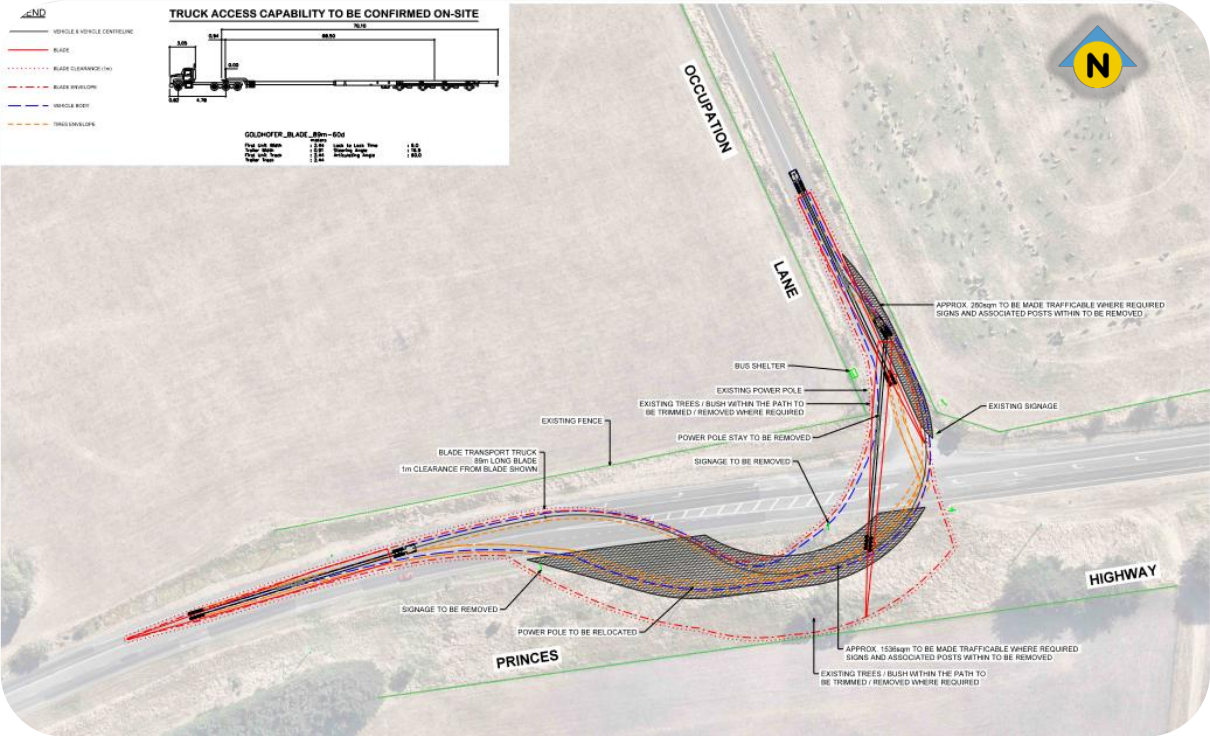 TRUCK ACCESS CAPABILITY TO BE CONFIRMED ON-SITE
VEHICLE & VEHICLE CENTRELINE
BLADE
BLADE CLEARANCE (1m)
BLADE ENVELOPE
VEHICLE BODY
TIRES ENVELOPE
GOLDHOFER_BLADE_89m-60d
N
OCCUPATION
LANE
APPROX. 260sqm TO BE MADE TRAFFICABLE WHERE REQUIRED
SIGNS AND ASSOCIATED POSTS WITHIN TO BE REMOVED
BUS SHELTER
EXISTING POWER POLE
EXISTING TREES / BUSH WITHIN THE PATH TO
BE TRIMMED / REMOVED WHERE REQUIRED
EXISTING SIGNAGE
EXISTING FENCE
POWER POLE STAY TO BE REMOVED
BLADE TRANSPORT TRUCK
89m LONG BLADE
1m CLEARANCE FROM BLADE SHOWN
SIGNAGE TO BE REMOVED
HIGHWAY
SIGNAGE TO BE REMOVED
POWER POLE TO BE RELOCATED
PRINCES
APPROX. 1536sqm TO BE MADE TRAFFICABLE WHERE REQUIRED
SIGNS AND ASSOCIATED POSTS WITHIN TO BE REMOVED
EXISTING TREES / BUSH WITHIN THE PATH TO
BE TRIMMED / REMOVED WHERE REQUIRED